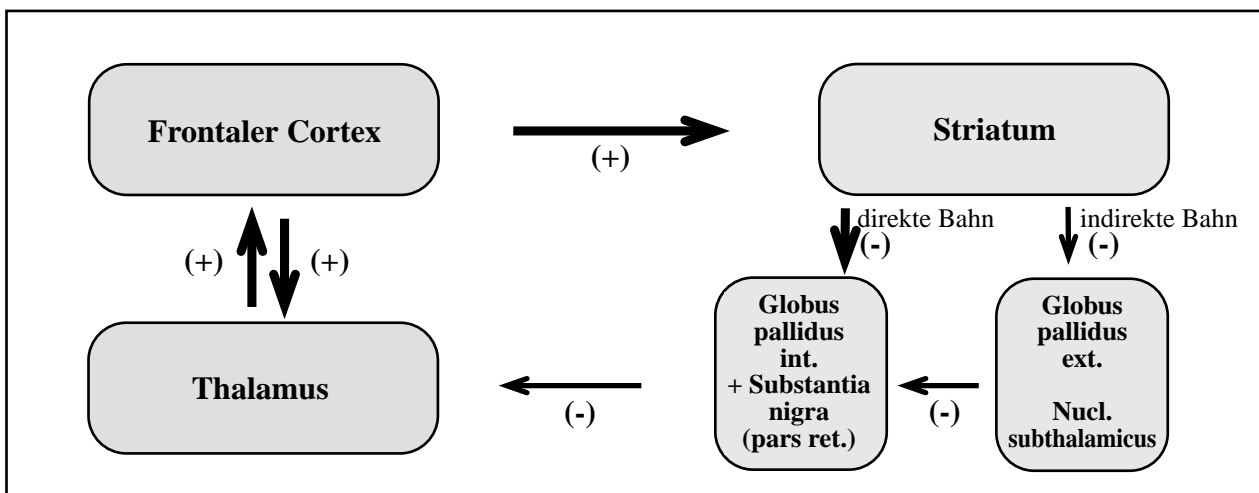 Frontaler Cortex
(+)
Striatum
direkte Bahn
(-)
indirekte Bahn
(-)
(+)
(+)
Globus
pallidus
int.
+ Substantia
nigra
(pars ret.)
Globus
pallidus
ext.
Nucl.
subthalamicus
Thalamus
(-)
(-)